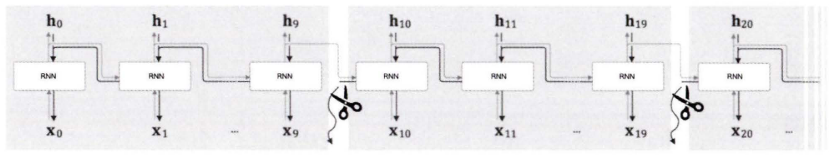 h₀ h₁ h₉ h₁₀ h₁₁ h₁₉ h₂₀
RNN RNN RNN RNN RNN RNN RNN
x₀ x₁ ... x₉ x₁₀ x₁₁ ... x₁₉ x₂₀ ...